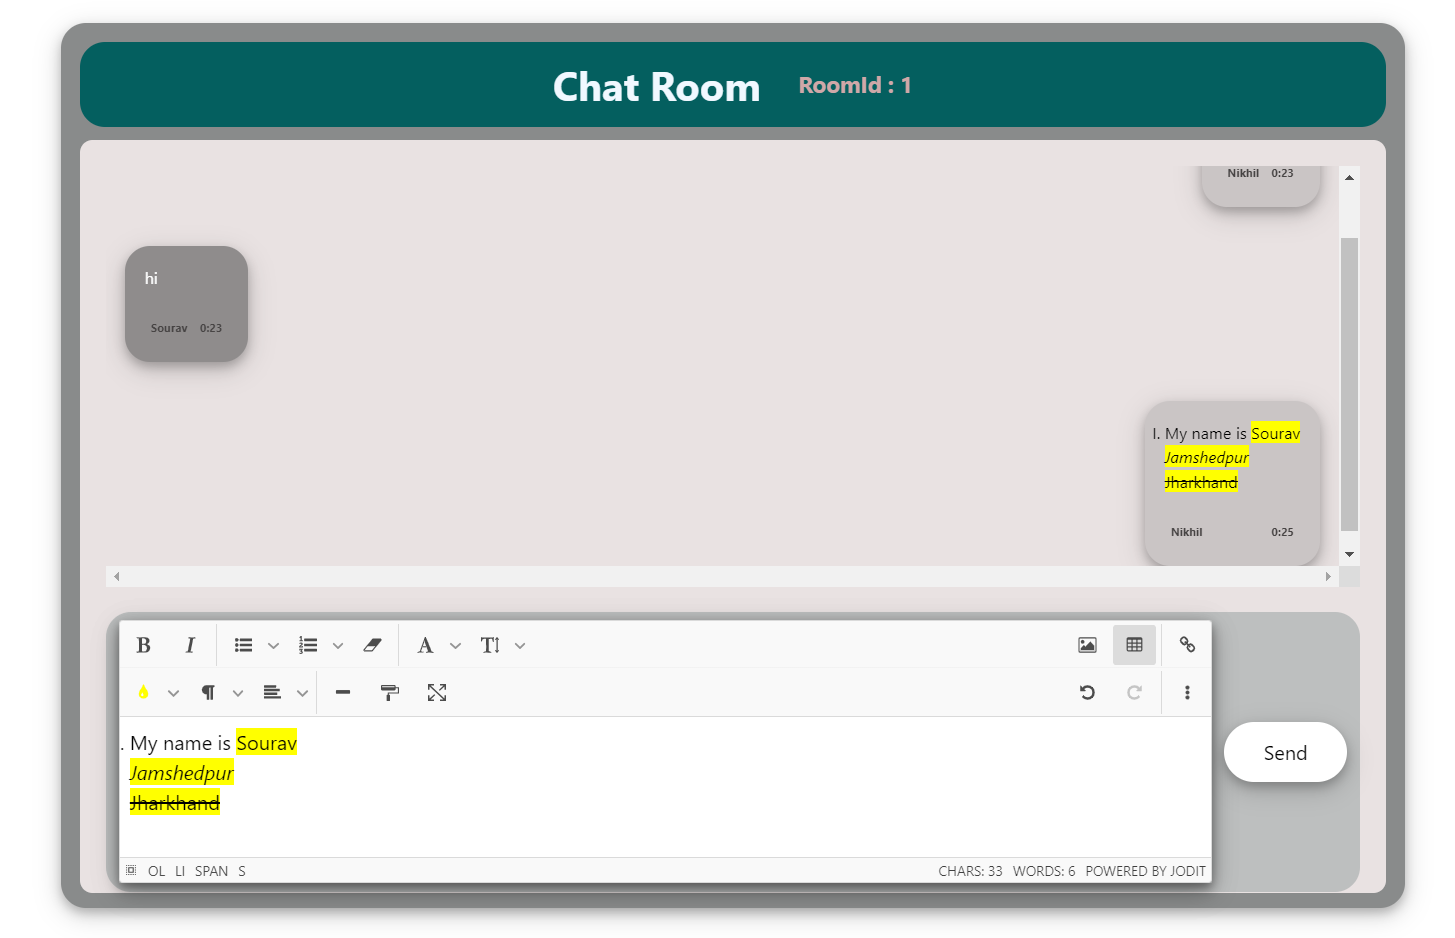 Chat Room RoomId : 1
Nikhil 0:23
hi
Sourav 0:23
I. My name is Sourav
Jamshedpur
Jharkhand
Nikhil 0:25
. My name is Sourav
Jamshedpur
Jharkhand
Send
OL LI SPAN S CHARS: 33 WORDS: 6 POWERED BY JODIT